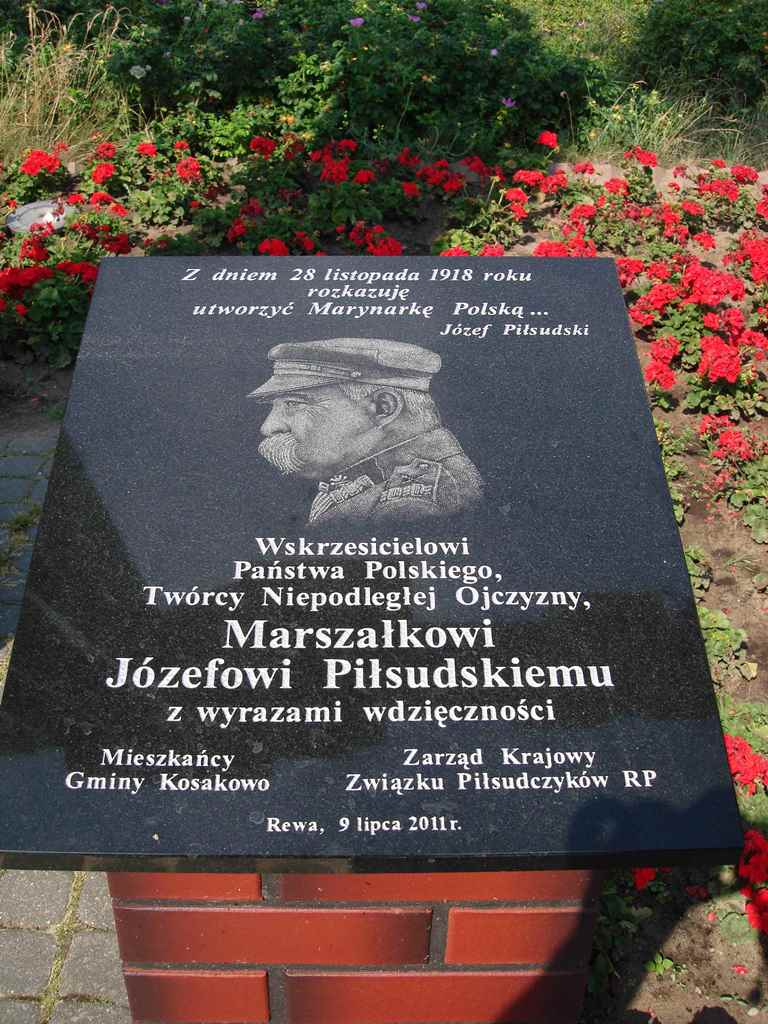 Z dniem 28 listopada 1918 roku
rozkazuję
utworzyć Marynarkę Polską ...
Józef Piłsudski
Wskrzesicielowi
Państwa Polskiego,
Twórcy Niepodległej Ojczyzny,
Marszałkowi
Józefowi Piłsudskiemu
z wyrazami wdzięczności
Mieszkańcy
Gminy Kosakowo
Zarząd Krajowy
Związku Piłsudczyków RP
Rewa, 9 lipca 2011r.